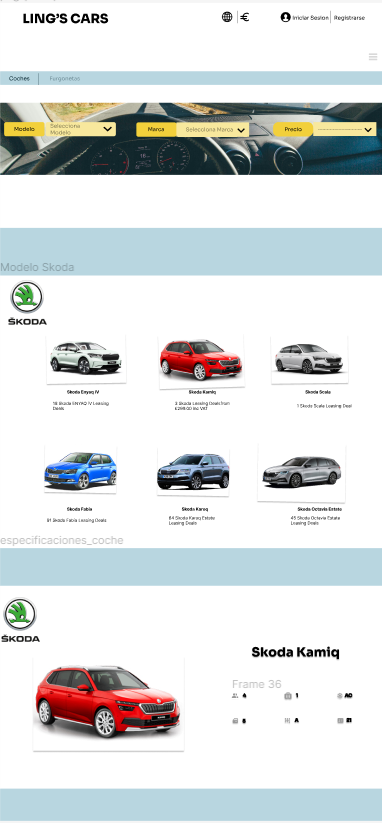 LING'S CARS
€
Iniciar Sesion
Registrarse
Coches
Furgonetas
Modelo
Selecciona Modelo
Marca
Selecciona Marca
Precio
Modelo Skoda
ŠKODA
Skoda Enyaq iV
16 Skoda ENYAQ iV Leasing
Deals
Skoda Kamiq
3 Skoda Leasing Deals from
£299.00 inc VAT
Skoda Scala
1 Skoda Scala Leasing Deal
Skoda Fabia
91 Skoda Fabia Leasing Deals
Skoda Karoq
64 Skoda Karoq Estate
Leasing Deals
Skoda Octavia Estate
45 Skoda Octavia Estate
Leasing Deals
especificaciones_coche
ŠKODA
Skoda Kamiq
Frame 36
4
1
AC
5
A